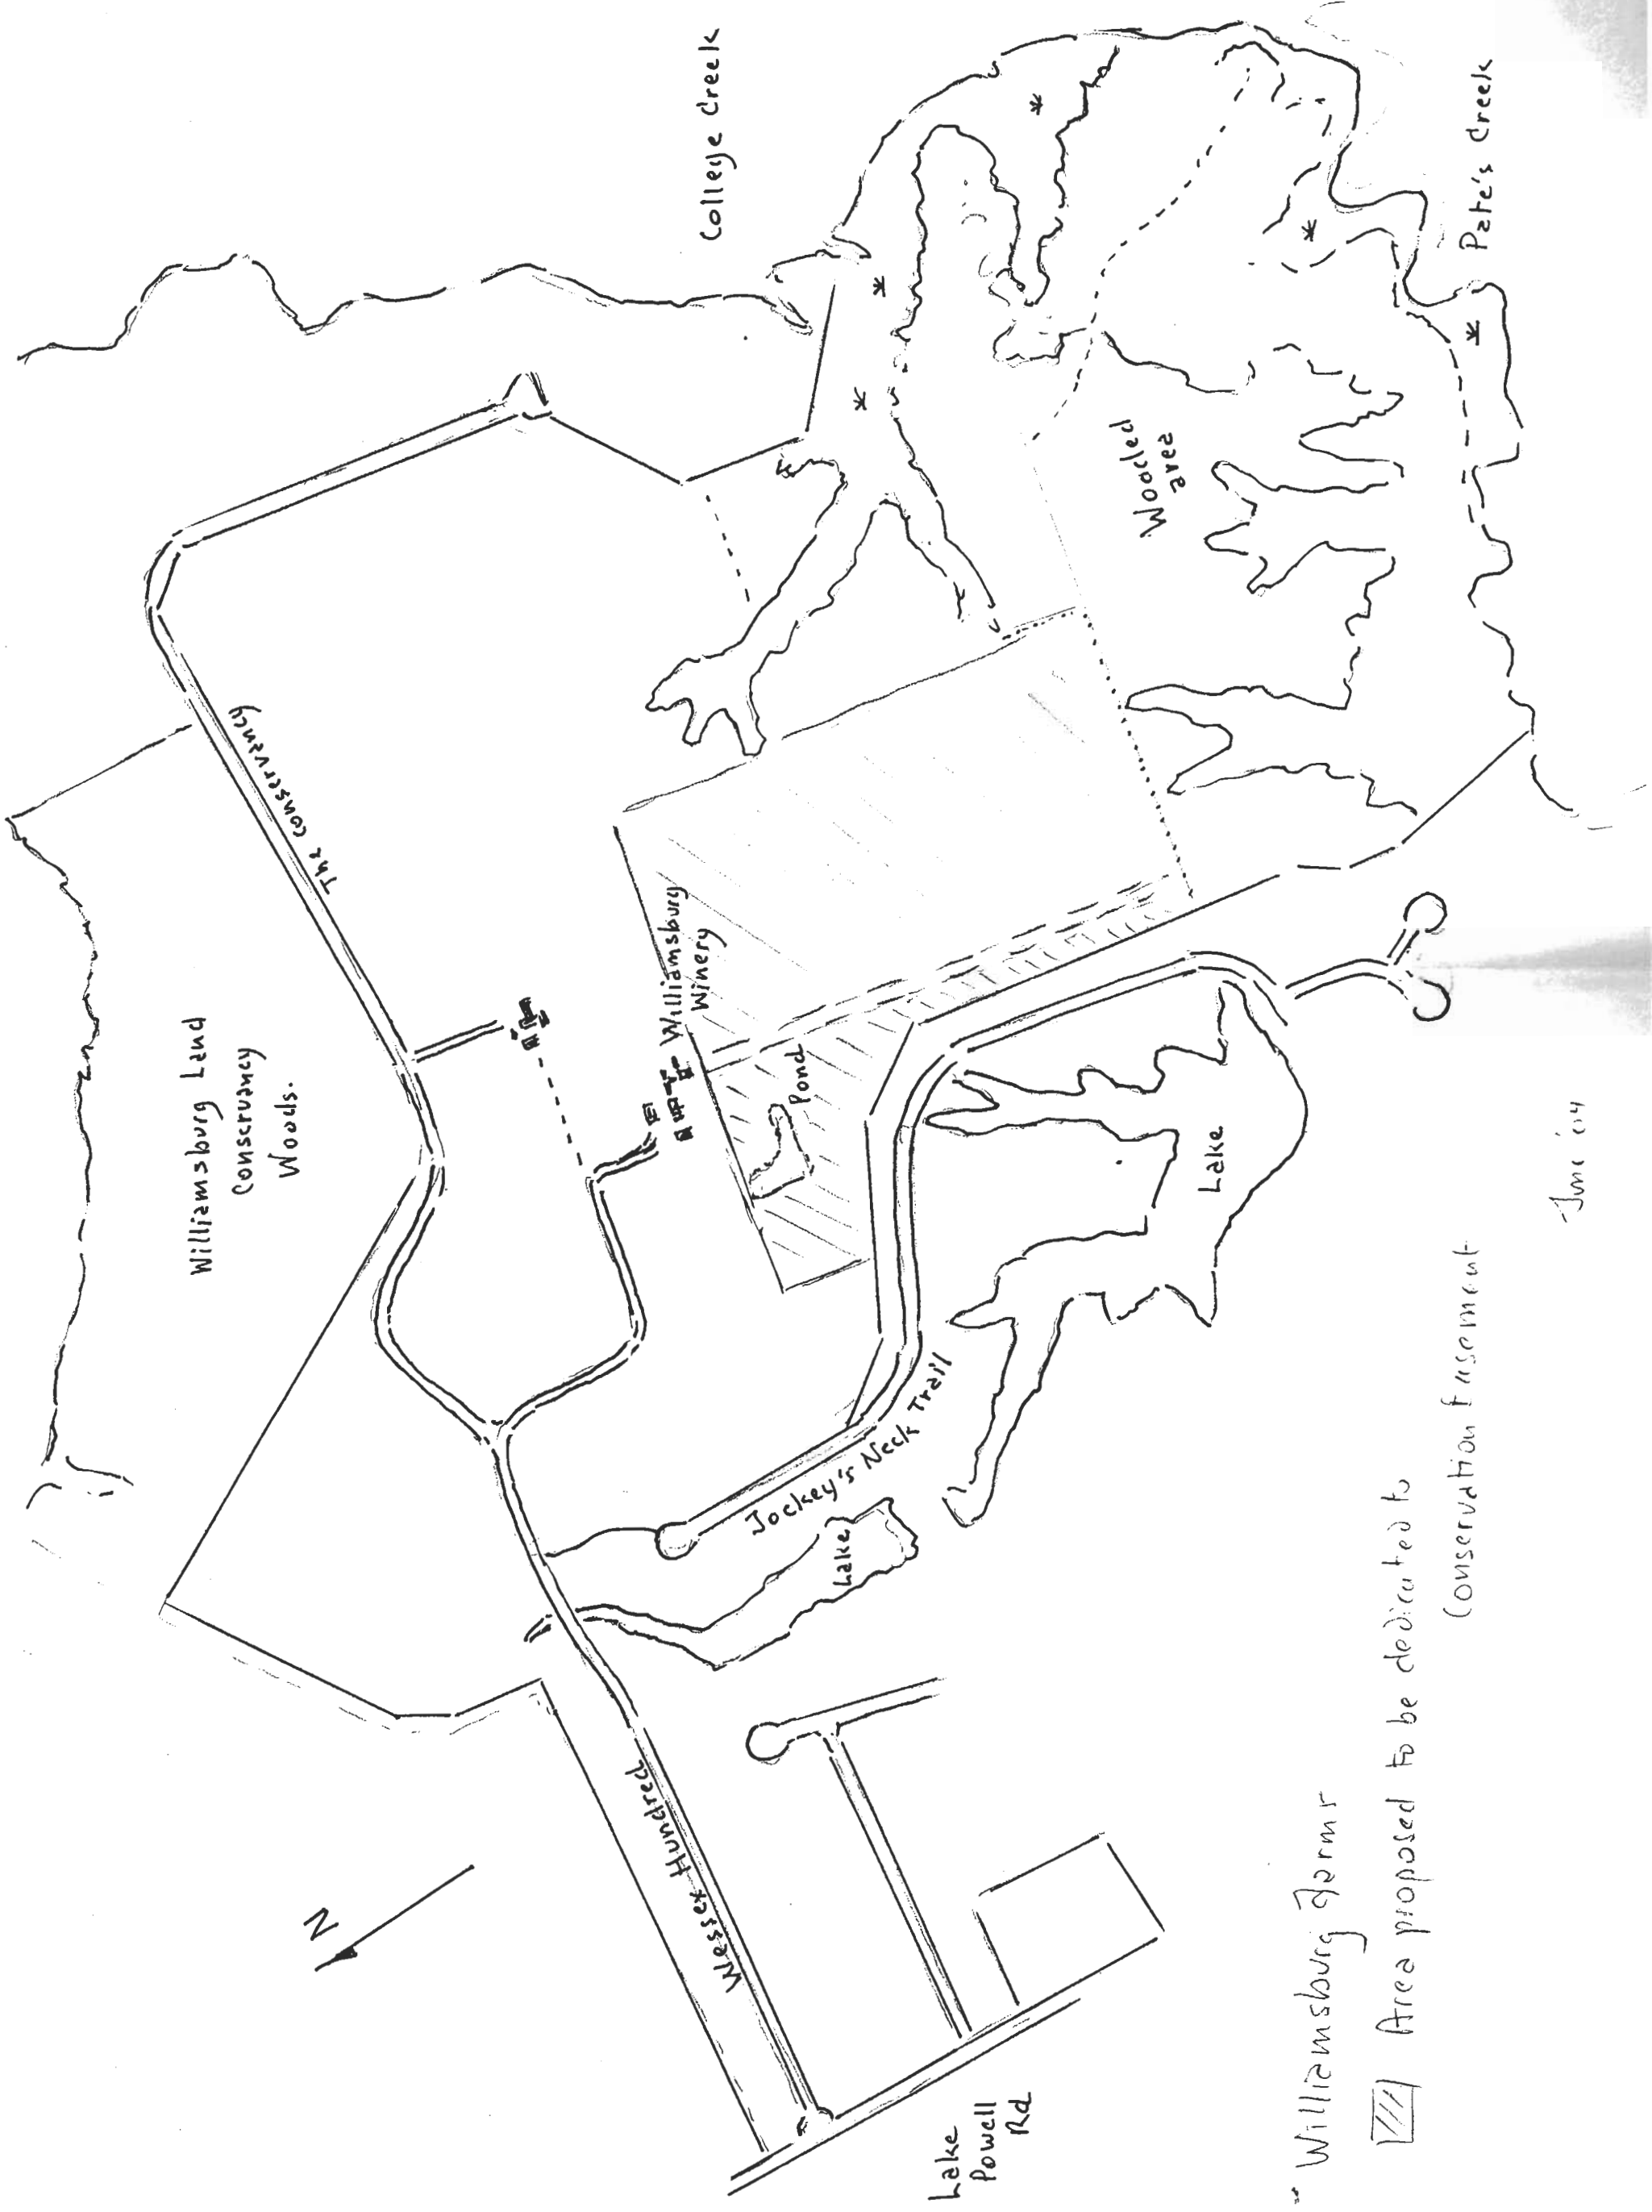 College Creek
Pate's Creek
Wooded
area
The Conservancy
Williamsburg Land
Conservancy
Woods.
Williamsburg
Winery
Pond
Lake
Jockey's Neck Trail
Lake
Wessex Hundred
N
Lake
Powell
Rd
Williamsburg Farms
Area proposed to be dedicated to
Conservation Easement
June '04